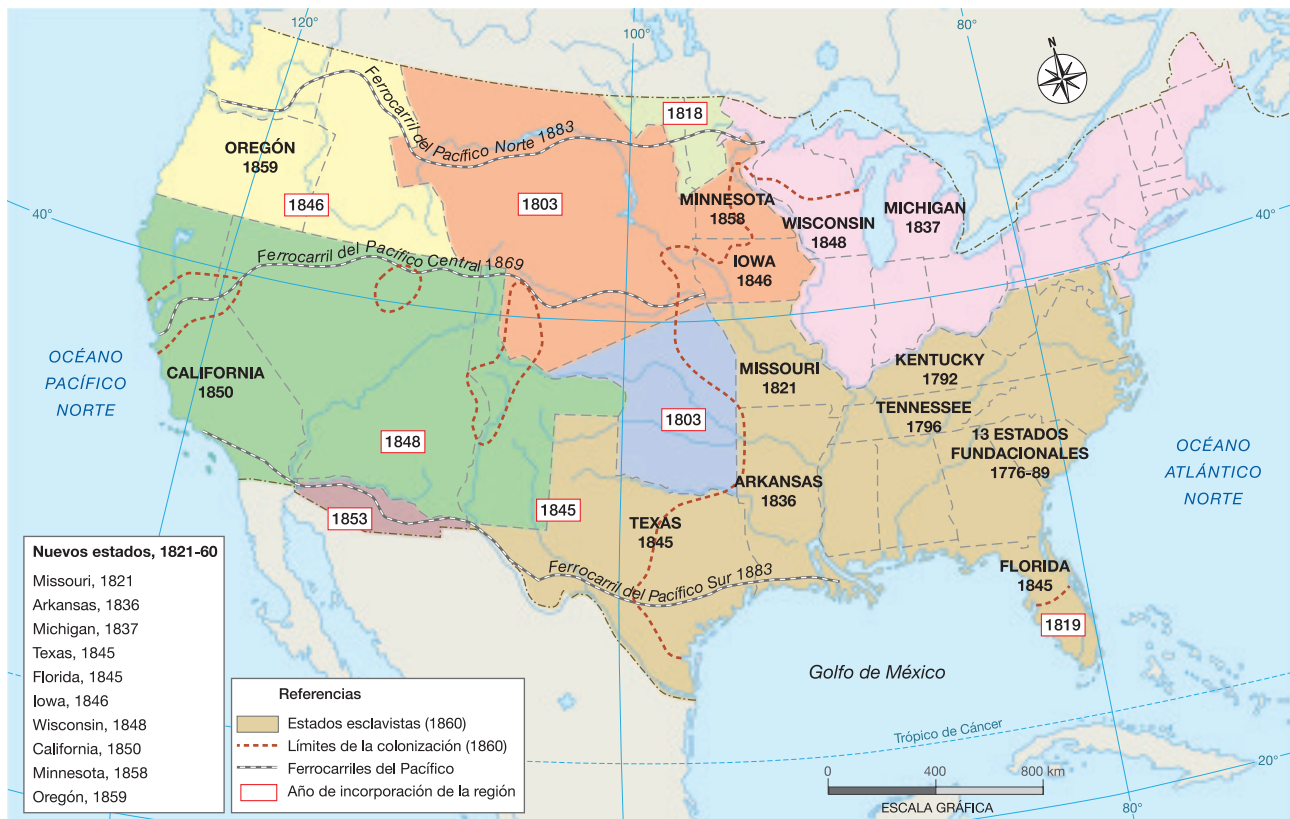 120°
100°
80°
N
Ferrocarril del Pacífico Norte 1883
1818
OREGÓN
1859
1846
1803
MINNESOTA
1858
WISCONSIN
1848
MICHIGAN
1837
40°
40°
Ferrocarril del Pacífico Central 1869
IOWA
1846
OCÉANO
PACÍFICO
NORTE
CALIFORNIA
1850
MISSOURI
1821
KENTUCKY
1792
TENNESSEE
1796
1803
1848
13 ESTADOS
FUNDACIONALES
1776-89
OCÉANO
ATLÁNTICO
NORTE
ARKANSAS
1836
1853
1845
TEXAS
1845
Ferrocarril del Pacífico Sur 1883
FLORIDA
1845
1819
Golfo de México
Trópico de Cáncer
20°
80°
Nuevos estados, 1821-60
Missouri, 1821
Arkansas, 1836
Michigan, 1837
Texas, 1845
Florida, 1845
Iowa, 1846
Wisconsin, 1848
California, 1850
Minnesota, 1858
Oregón, 1859
Referencias
Estados esclavistas (1860)
Límites de la colonización (1860)
Ferrocarriles del Pacífico
Año de incorporación de la región
0 400 800 km
ESCALA GRÁFICA